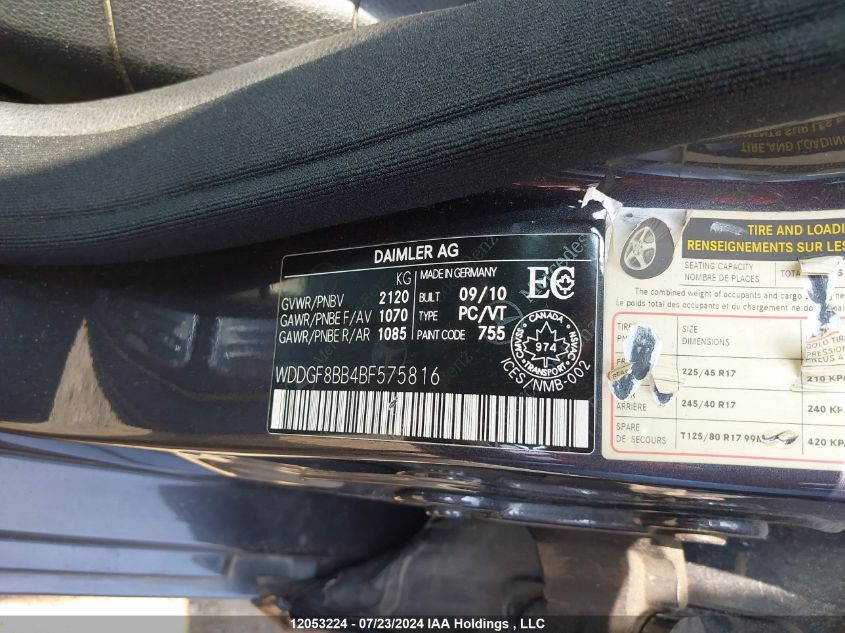 DAIMLER AG
KG MADE IN GERMANY
GVWR/PNBV 2120 BUILT 09/10
GAWR/PNBE F/AV 1070 TYPE PC/VT
GAWR/PNBE R/AR 1085 PAINT CODE 755
EC
CANADA
974
TRANSPORT
ICES/NMB-002
WDDGF8BB4BF575816
TIRE AND LOADI
RENSEIGNEMENTS SUR LES
SEATING CAPACITY
NOMBRE DE PLACES
The combined weight of occupants and cargo
Le poids total des occupants et du chargement ne doit
SIZE
DIMENSIONS
225/45 R17 210 KPA
ARRIÈRE 245/40 R17 240 KP
SPARE
DE SECOURS T125/80 R17 99M 420 KP
12053224 - 07/23/2024 IAA Holdings , LLC